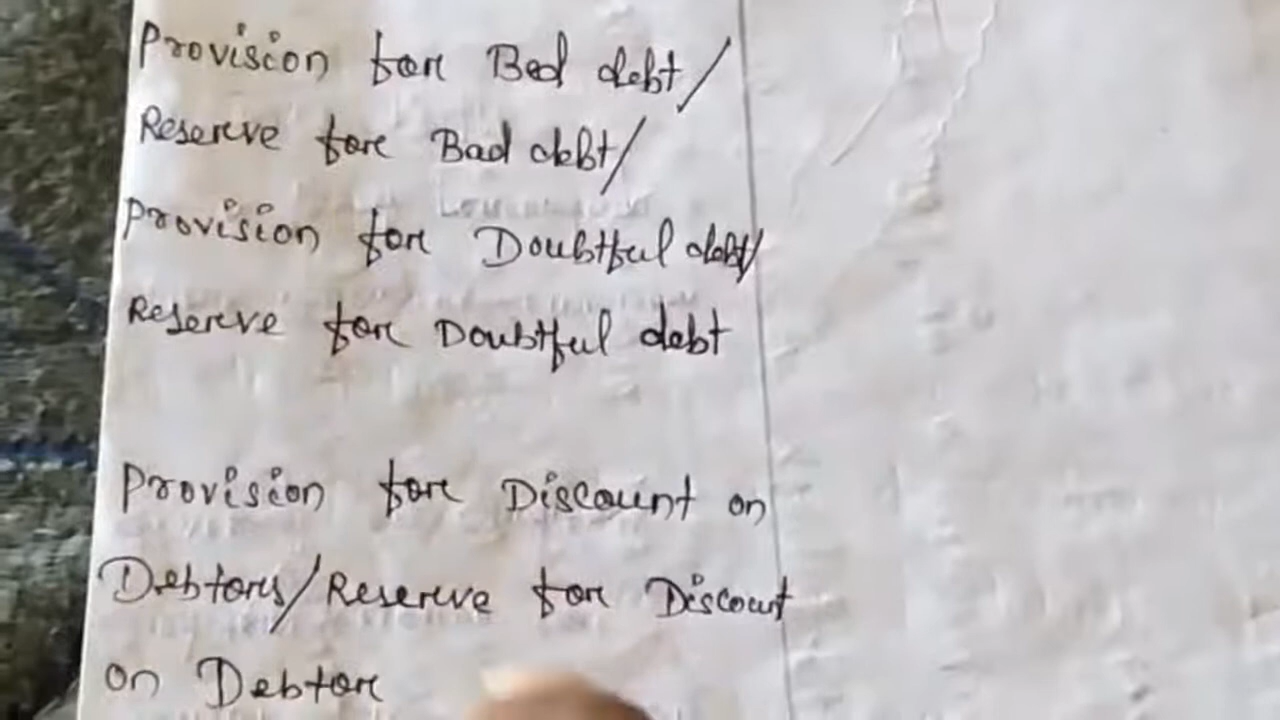 Provision for Bad debt/
Reserve for Bad debt/
Provision for Doubtful debt/
Reserve for Doubtful debt
Provision for Discount on
Debtors/Reserve for Discount
on Debtor